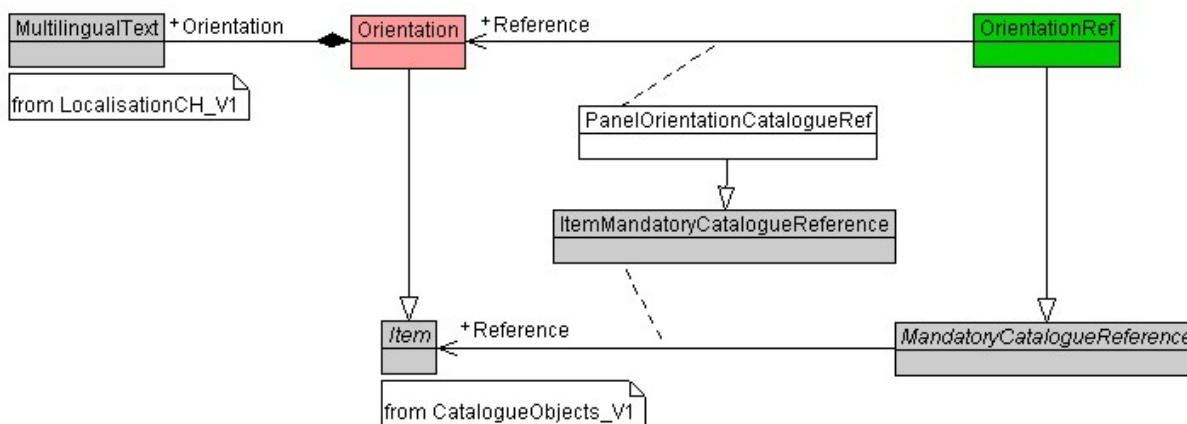 MultilingualText
+Orientation
Orientation
+Reference
OrientationRef
from LocalisationCH_V1
PanelOrientationCatalogueRef
ItemMandatoryCatalogueReference
Item
+Reference
MandatoryCatalogueReference
from CatalogueObjects_V1